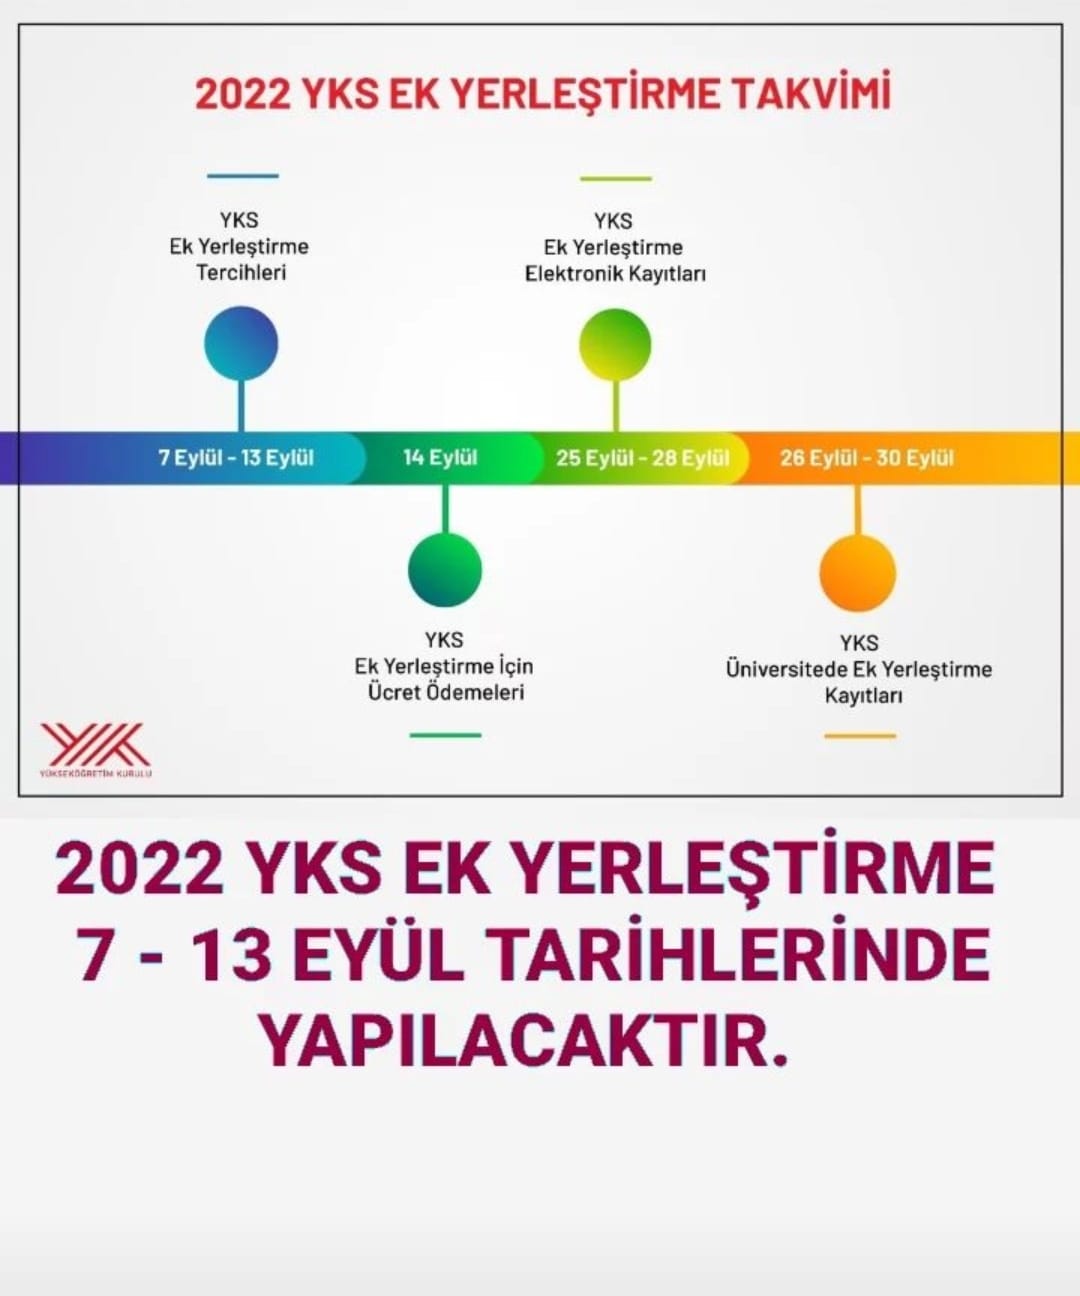 2022 YKS EK YERLEŞTİRME TAKVİMİ
YKS
Ek Yerleştirme
Tercihleri
YKS
Ek Yerleştirme
Elektronik Kayıtları
7 Eylül - 13 Eylül
14 Eylül
25 Eylül - 28 Eylül
26 Eylül - 30 Eylül
YKS
Ek Yerleştirme İçin
Ücret Ödemeleri
YKS
Üniversitede Ek Yerleştirme
Kayıtları
YÜKSEKÖĞRETİM KURULU
2022 YKS EK YERLEŞTİRME
7 - 13 EYÜL TARİHLERİNDE
YAPILACAKTIR.